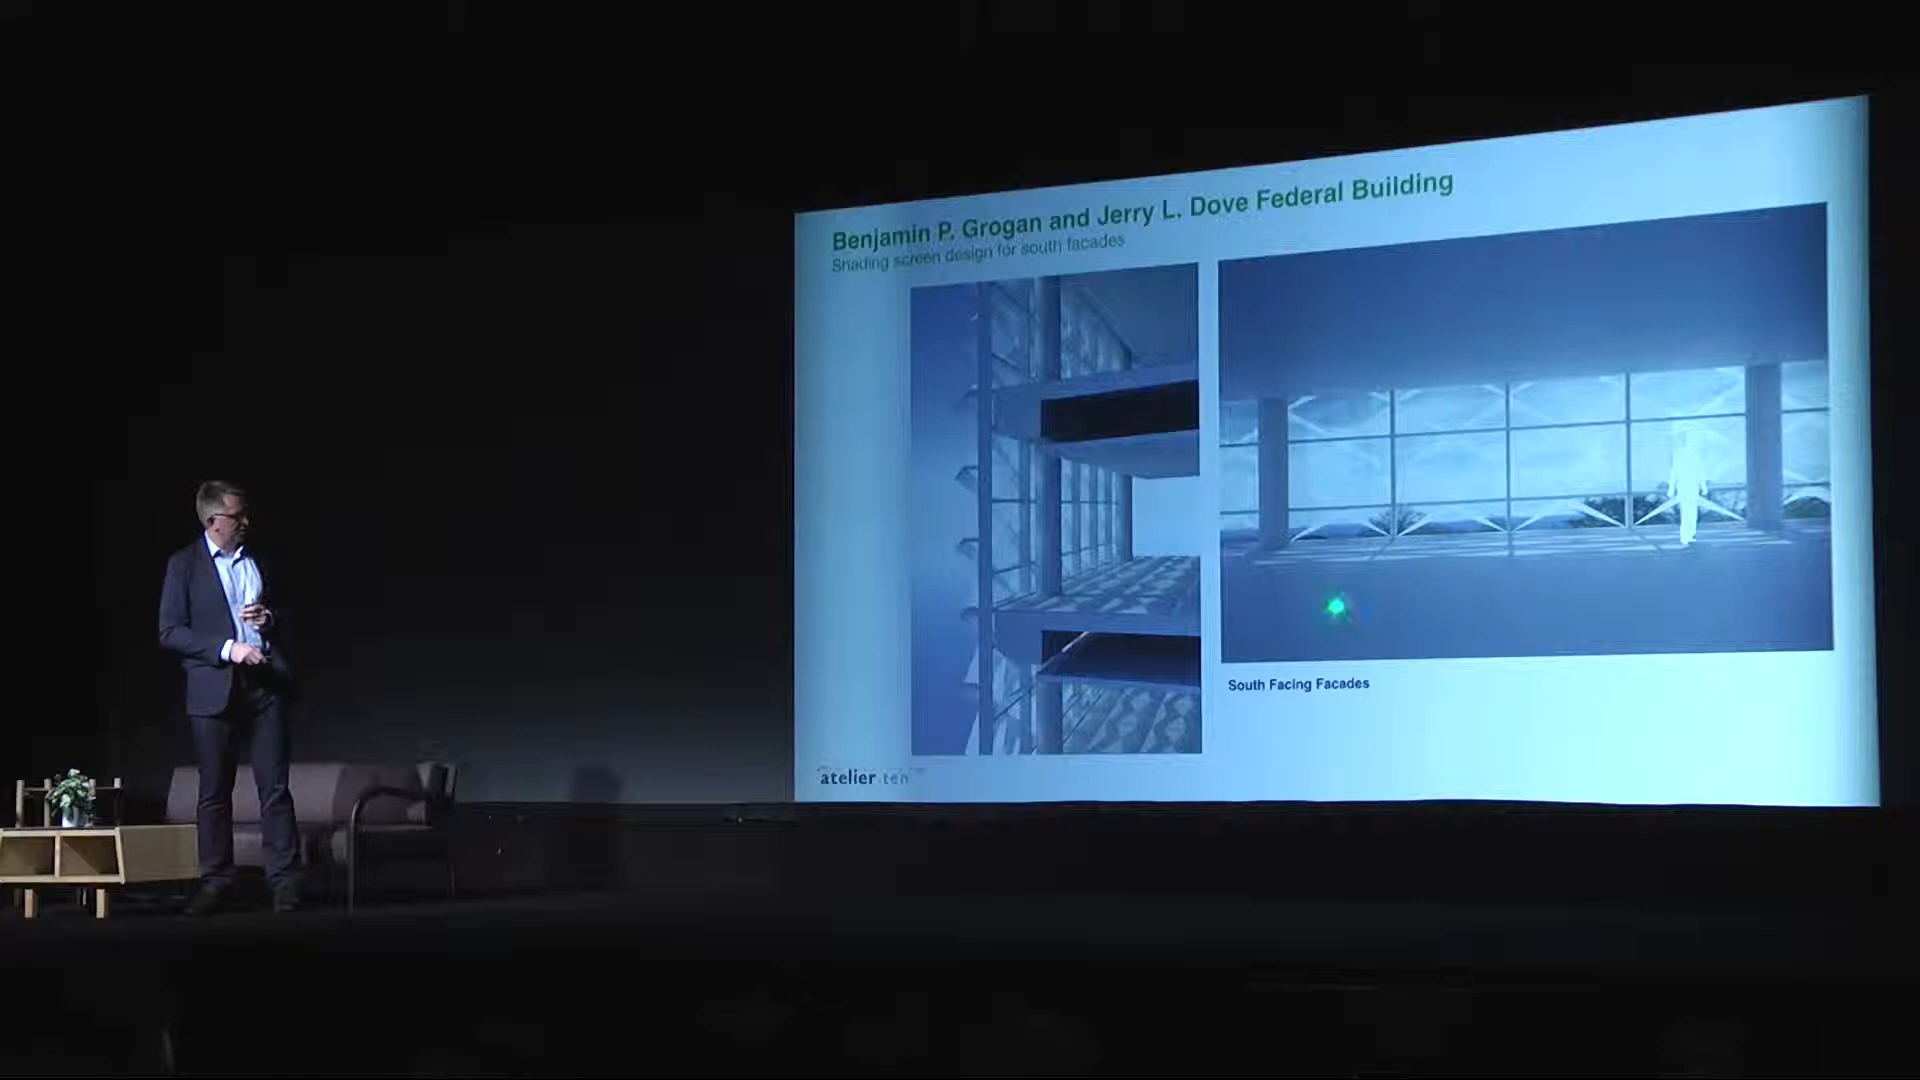 Benjamin P. Grogan and Jerry L. Dove Federal Building
Shading screen design for south facades
South Facing Facades
atelier ten